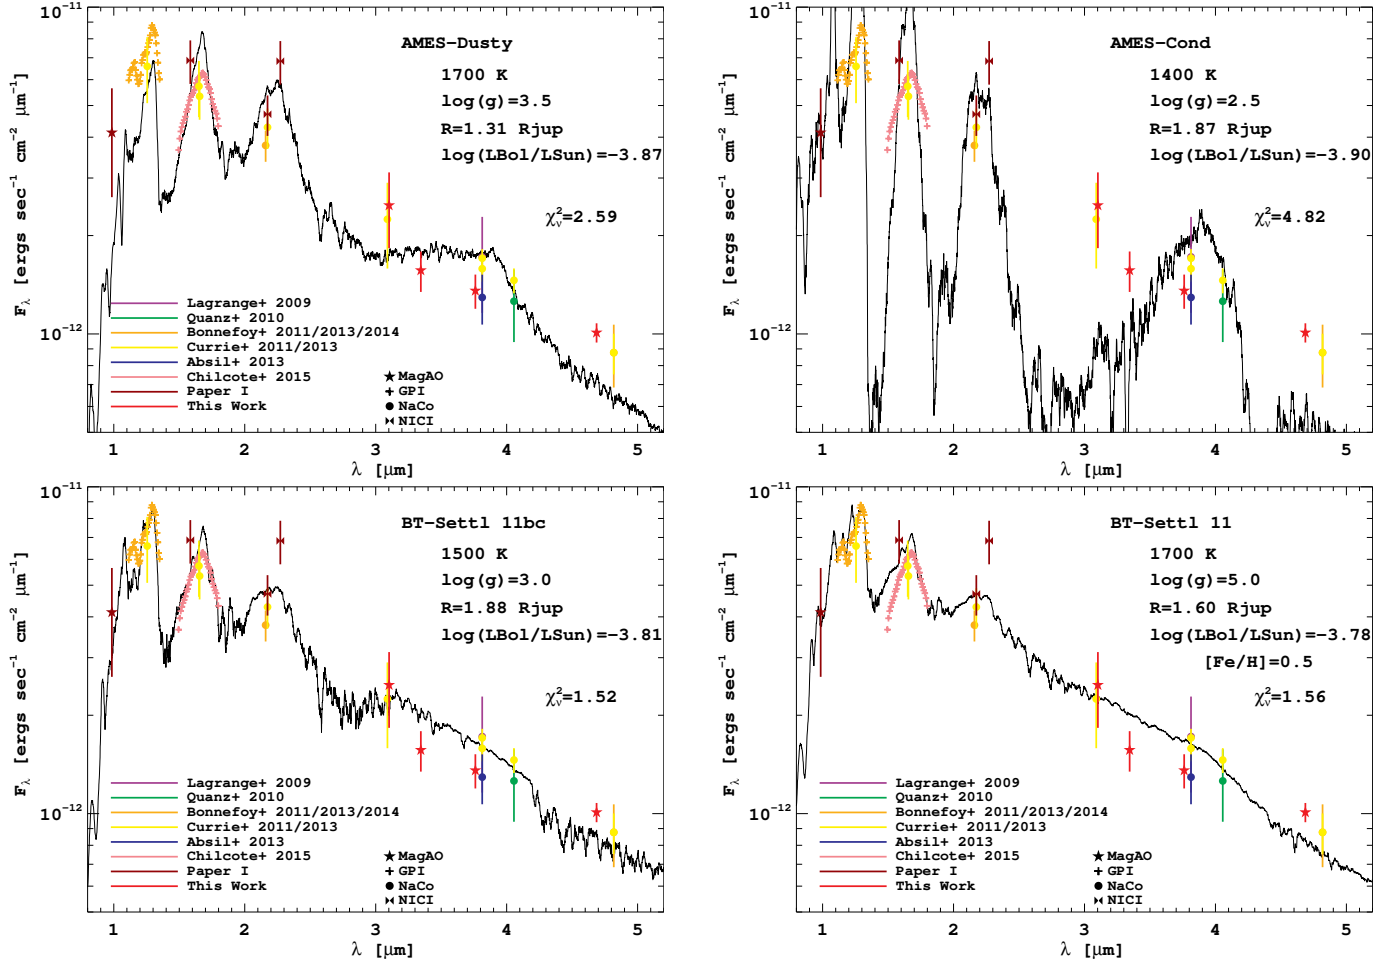 AMES-Dusty
1700 K
log(g)=3.5
R=1.31 Rjup
log(LBol/LSun)=-3.87
χ²ᵥ=2.59
Lagrange+ 2009
Quanz+ 2010
Bonnefoy+ 2011/2013/2014
Currie+ 2011/2013
Absil+ 2013
Chilcote+ 2015
Paper I
This Work
MagAO
GPI
NaCo
NICI
10⁻¹¹
10⁻¹²
F_λ [ergs sec⁻¹ cm⁻² μm⁻¹]
1 2 3 4 5
λ [μm]
AMES-Cond
1400 K
log(g)=2.5
R=1.87 Rjup
log(LBol/LSun)=-3.90
χ²ᵥ=4.82
10⁻¹¹
10⁻¹²
F_λ [ergs sec⁻¹ cm⁻² μm⁻¹]
1 2 3 4 5
λ [μm]
BT-Settl 11bc
1500 K
log(g)=3.0
R=1.88 Rjup
log(LBol/LSun)=-3.81
χ²ᵥ=1.52
Lagrange+ 2009
Quanz+ 2010
Bonnefoy+ 2011/2013/2014
Currie+ 2011/2013
Absil+ 2013
Chilcote+ 2015
Paper I
This Work
MagAO
GPI
NaCo
NICI
10⁻¹¹
10⁻¹²
F_λ [ergs sec⁻¹ cm⁻² μm⁻¹]
1 2 3 4 5
λ [μm]
BT-Settl 11
1700 K
log(g)=5.0
R=1.60 Rjup
log(LBol/LSun)=-3.78
[Fe/H]=0.5
χ²ᵥ=1.56
Lagrange+ 2009
Quanz+ 2010
Bonnefoy+ 2011/2013/2014
Currie+ 2011/2013
Absil+ 2013
Chilcote+ 2015
Paper I
This Work
MagAO
GPI
NaCo
NICI
10⁻¹¹
10⁻¹²
F_λ [ergs sec⁻¹ cm⁻² μm⁻¹]
1 2 3 4 5
λ [μm]